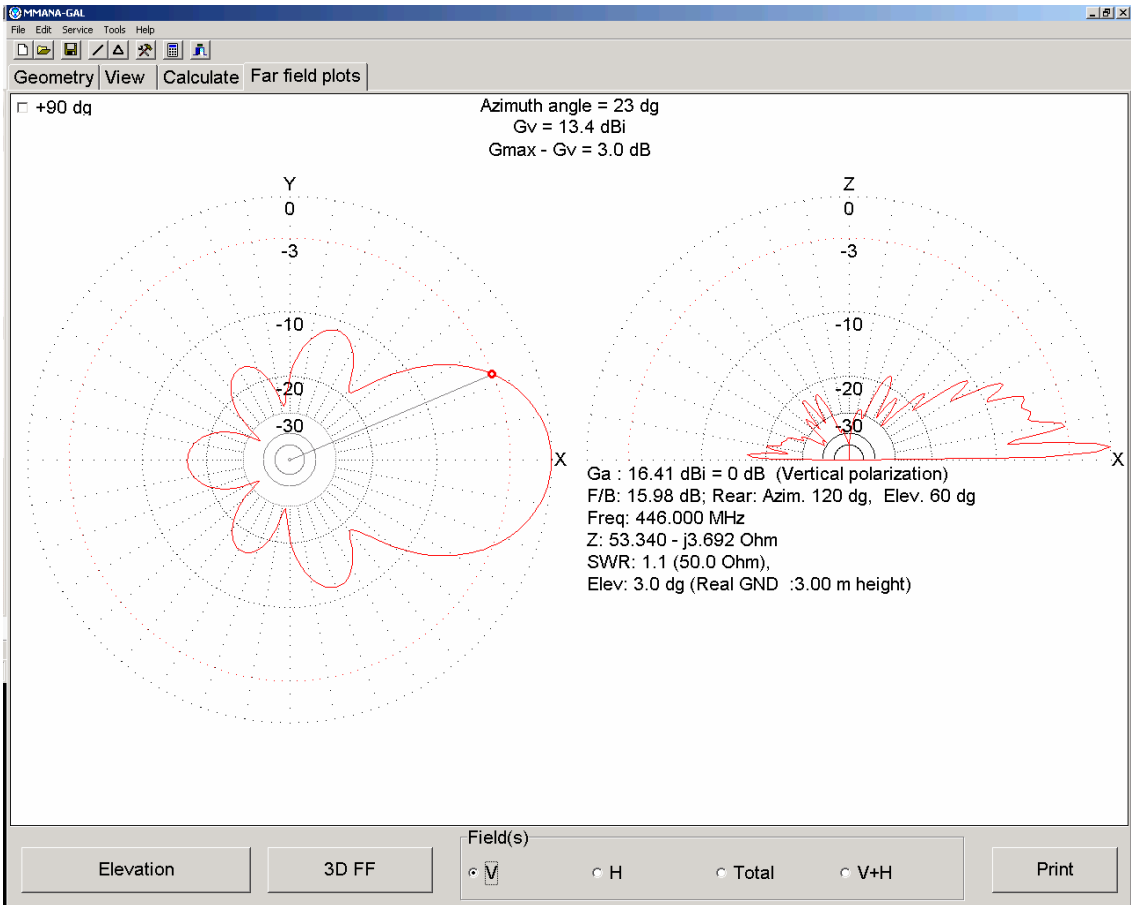 MMANA-GAL
File Edit Service Tools Help
Geometry View Calculate Far field plots
+90 dg
Azimuth angle = 23 dg
Gv = 13.4 dBi
Gmax - Gv = 3.0 dB
Y
0
-3
-10
-20
-30
X
Z
0
-3
-10
-20
-30
X
Ga : 16.41 dBi = 0 dB (Vertical polarization)
F/B: 15.98 dB; Rear: Azim. 120 dg, Elev. 60 dg
Freq: 446.000 MHz
Z: 53.340 - j3.692 Ohm
SWR: 1.1 (50.0 Ohm),
Elev: 3.0 dg (Real GND :3.00 m height)
Elevation
3D FF
Field(s)
V H Total V+H
Print